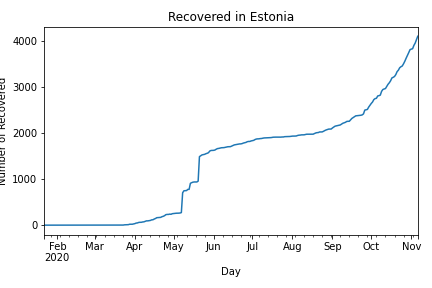 Recovered in Estonia
Number of Recovered
4000
3000
2000
1000
0
Feb Mar Apr May Jun Jul Aug Sep Oct Nov
2020
Day